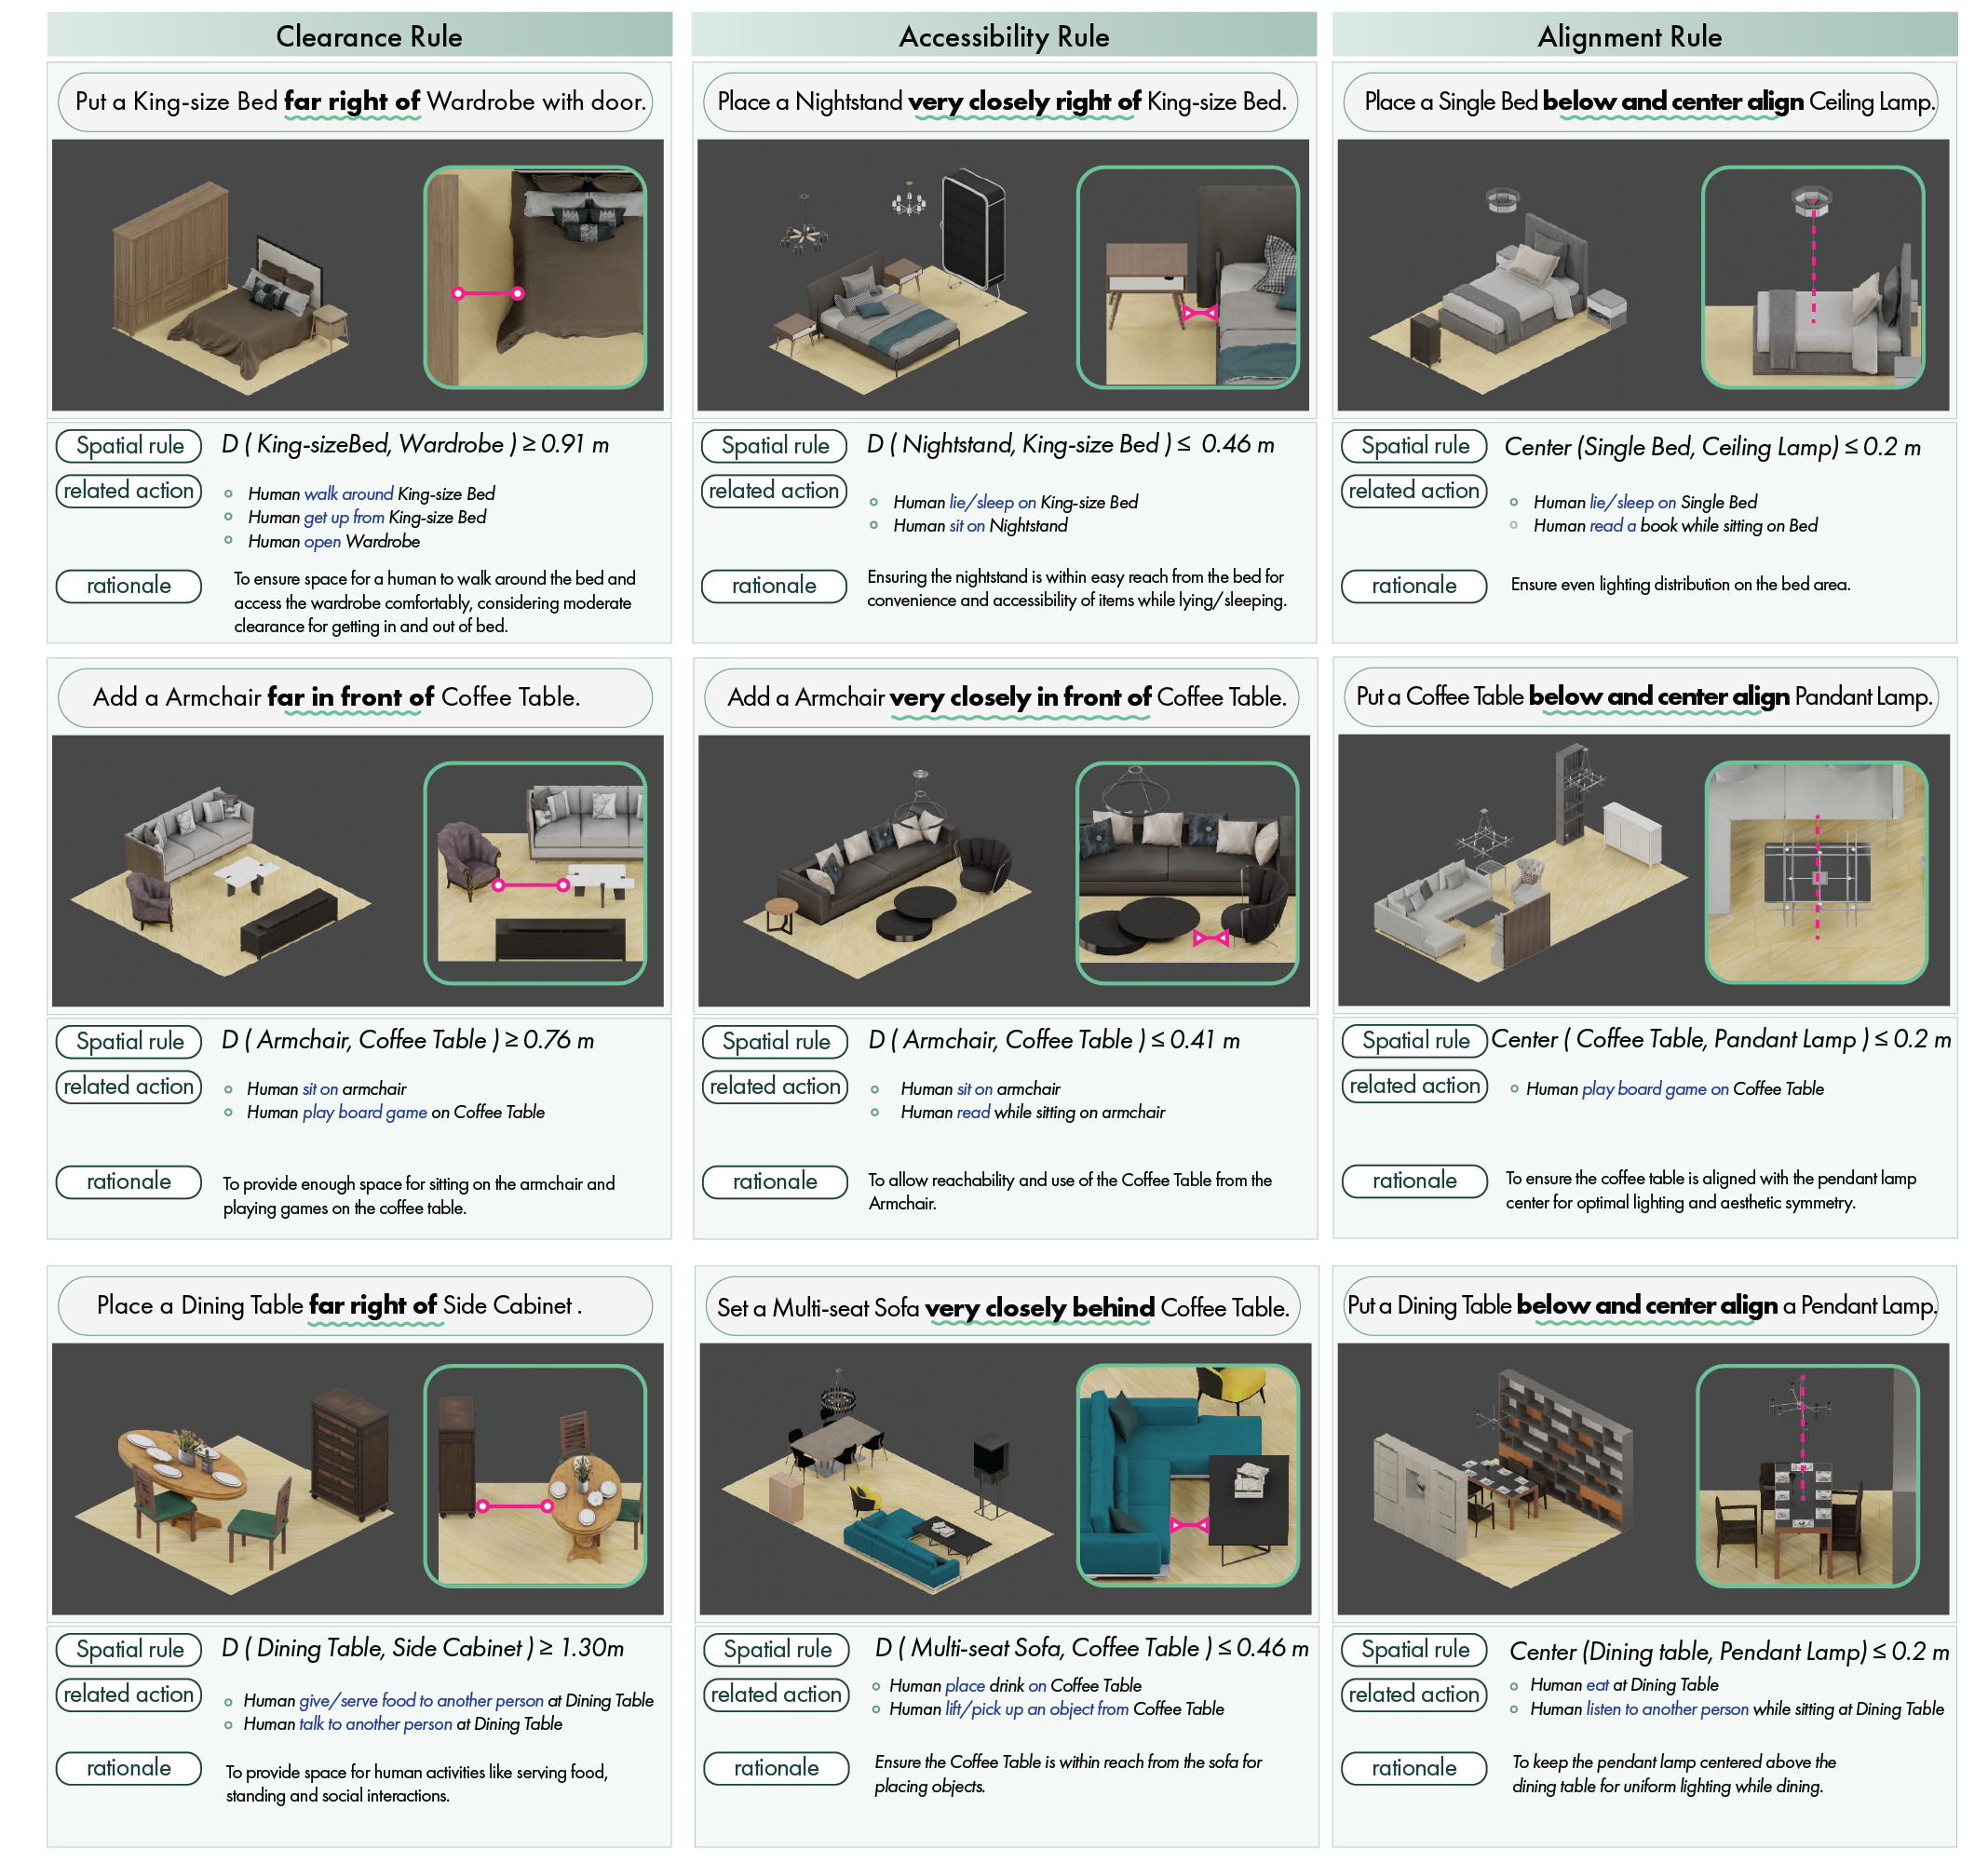 Clearance Rule
Accessibility Rule
Alignment Rule
Put a King-size Bed far right of Wardrobe with door.
Spatial rule
D ( King-sizeBed, Wardrobe ) ≥ 0.91 m
related action
Human walk around King-size Bed
Human get up from King-size Bed
Human open Wardrobe
rationale
To ensure space for a human to walk around the bed and
access the wardrobe comfortably, considering moderate
clearance for getting in and out of bed.
Place a Nightstand very closely right of King-size Bed.
Spatial rule
D ( Nightstand, King-size Bed ) ≤ 0.46 m
related action
Human lie/sleep on King-size Bed
Human sit on Nightstand
rationale
Ensuring the nightstand is within easy reach from the bed for
convenience and accessibility of items while lying/sleeping.
Place a Single Bed below and center align Ceiling Lamp.
Spatial rule
Center (Single Bed, Ceiling Lamp) ≤ 0.2 m
related action
Human lie/sleep on Single Bed
Human read a book while sitting on Bed
rationale
Ensure even lighting distribution on the bed area.
Add a Armchair far in front of Coffee Table.
Spatial rule
D ( Armchair, Coffee Table ) ≥ 0.76 m
related action
Human sit on armchair
Human play board game on Coffee Table
rationale
To provide enough space for sitting on the armchair and
playing games on the coffee table.
Add a Armchair very closely in front of Coffee Table.
Spatial rule
D ( Armchair, Coffee Table ) ≤ 0.41 m
related action
Human sit on armchair
Human read while sitting on armchair
rationale
To allow reachability and use of the Coffee Table from the
Armchair.
Put a Coffee Table below and center align Pandant Lamp.
Spatial rule
Center ( Coffee Table, Pandant Lamp ) ≤ 0.2 m
related action
Human play board game on Coffee Table
rationale
To ensure the coffee table is aligned with the pendant lamp
center for optimal lighting and aesthetic symmetry.
Place a Dining Table far right of Side Cabinet .
Spatial rule
D ( Dining Table, Side Cabinet ) ≥ 1.30m
related action
Human give/serve food to another person at Dining Table
Human talk to another person at Dining Table
rationale
To provide space for human activities like serving food,
standing and social interactions.
Set a Multi-seat Sofa very closely behind Coffee Table.
Spatial rule
D ( Multi-seat Sofa, Coffee Table ) ≤ 0.46 m
related action
Human place drink on Coffee Table
Human lift/pick up an object from Coffee Table
rationale
Ensure the Coffee Table is within reach from the sofa for
placing objects.
Put a Dining Table below and center align a Pendant Lamp.
Spatial rule
Center (Dining table, Pendant Lamp) ≤ 0.2 m
related action
Human eat at Dining Table
Human listen to another person while sitting at Dining Table
rationale
To keep the pendant lamp centered above the
dining table for uniform lighting while dining.